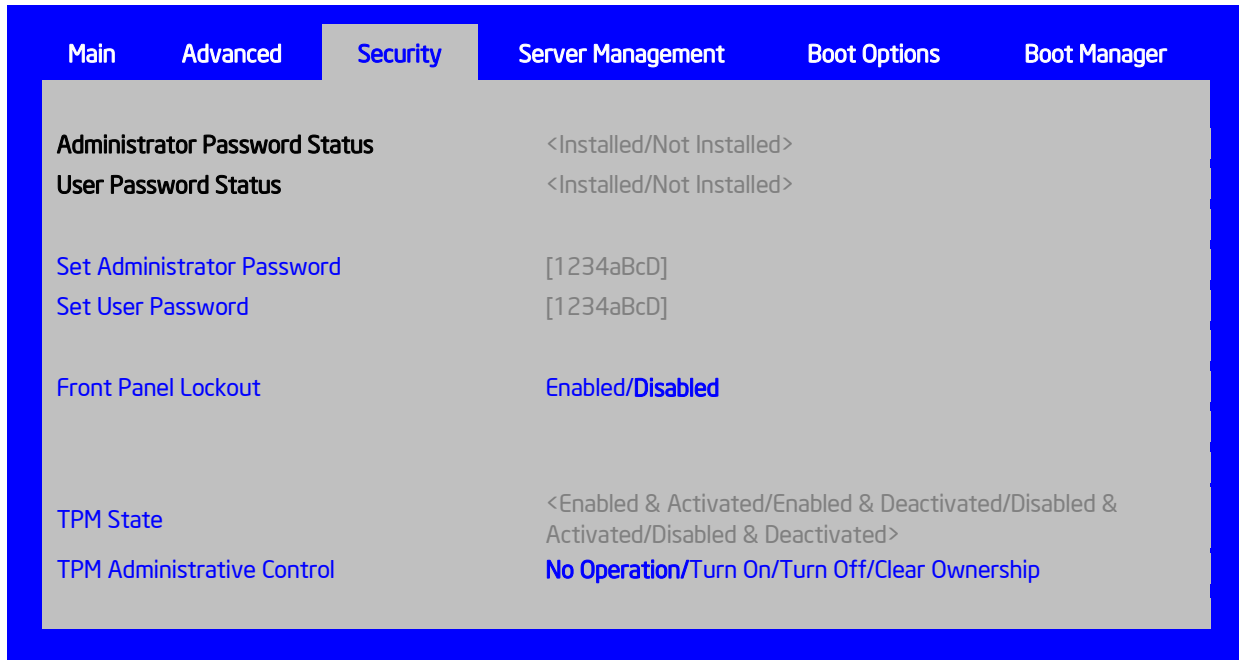 Main Advanced Security Server Management Boot Options Boot Manager
Administrator Password Status <Installed/Not Installed>
User Password Status <Installed/Not Installed>
Set Administrator Password [1234aBcD]
Set User Password [1234aBcD]
Front Panel Lockout Enabled/Disabled
TPM State <Enabled & Activated/Enabled & Deactivated/Disabled &
Activated/Disabled & Deactivated>
TPM Administrative Control No Operation/Turn On/Turn Off/Clear Ownership